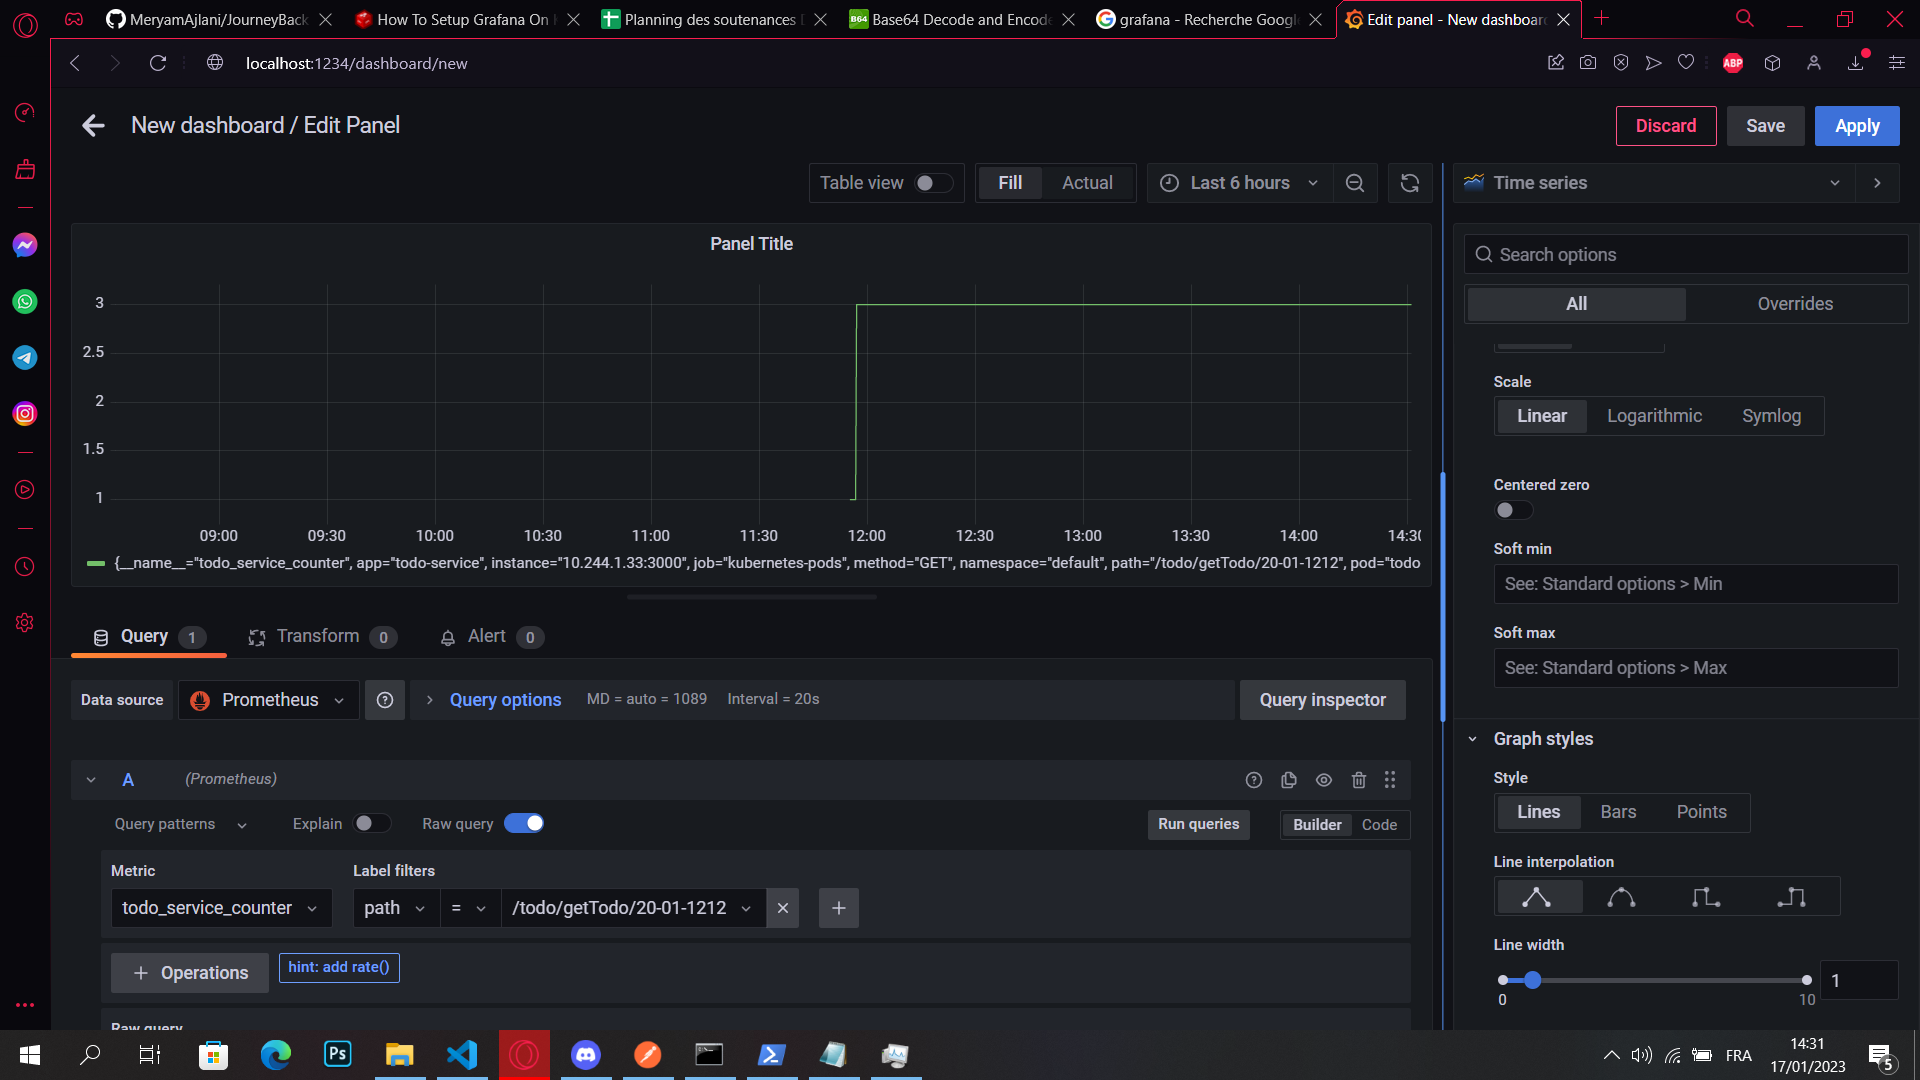 MeryamAjlani/JourneyBack
How To Setup Grafana On
Planning des soutenances
Base64 Decode and Encode
grafana - Recherche Google
Edit panel - New dashboard
localhost:1234/dashboard/new
ABP
New dashboard / Edit Panel
Discard
Save
Apply
Table view
Fill
Actual
Last 6 hours
Time series
Panel Title
Search options
All
Overrides
3
2.5
2
1.5
1
09:00
09:30
10:00
10:30
11:00
11:30
12:00
12:30
13:00
13:30
14:00
14:30
{__name__="todo_service_counter", app="todo-service", instance="10.244.1.33:3000", job="kubernetes-pods", method="GET", namespace="default", path="/todo/getTodo/20-01-1212", pod="todo
Scale
Linear
Logarithmic
Symlog
Centered zero
Soft min
See: Standard options > Min
Soft max
See: Standard options > Max
Graph styles
Style
Lines
Bars
Points
Line interpolation
Line width
0
10
1
Query 1
Transform 0
Alert 0
Data source
Prometheus
Query options
MD = auto = 1089
Interval = 20s
Query inspector
A
(Prometheus)
Query patterns
Explain
Raw query
Run queries
Builder
Code
Metric
Label filters
todo_service_counter
path
=
/todo/getTodo/20-01-1212
+ Operations
hint: add rate()
Raw query
B64
Ps
FRA
14:31
17/01/2023
5